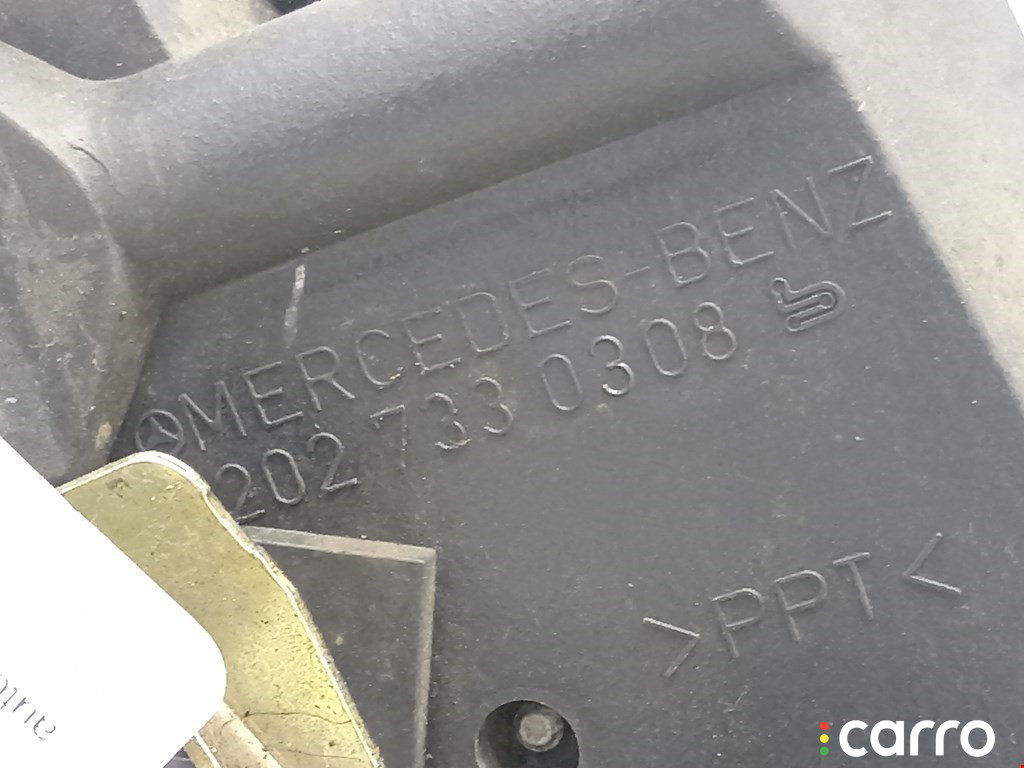 MERCEDES-BENZ
202 733 0308
>PPT<
carro